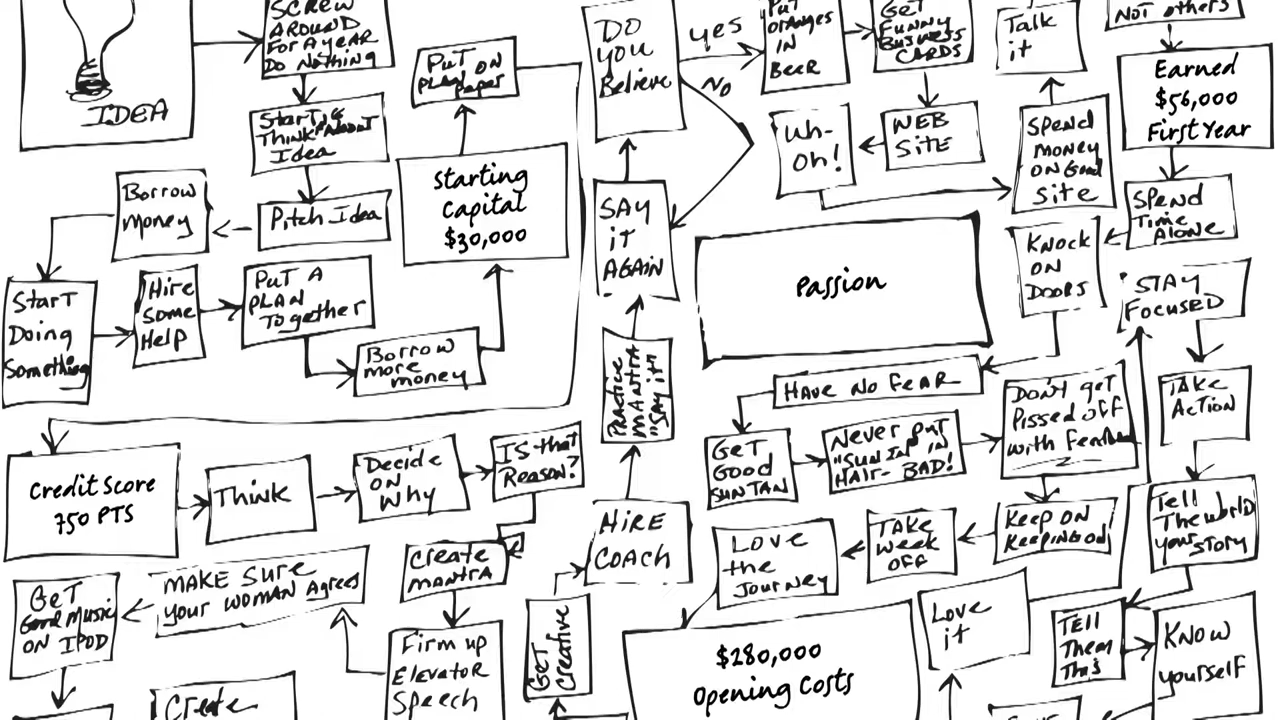 IDEA
SCREW
AROUND
FOR A YEAR
DO NOTHING
Start
Think About
Idea
Pitch Idea
Borrow
Money
Start
Doing
Something
Hire
Some
Help
Put A
PLAN
Together
Borrow
more
money
Starting
Capital
$30,000
Put
PLAN ON
Paper
Credit Score
750 PTS
Think
Decide
ON
Why
IS that
Reason?
Create
MANTRA
Firm up
Elevator
Speech
MAKE SURE
your WOMAN Agrees
GeT
Good Music
ON IPOD
Create
GET
Creative
HiRE
COACH
PRACTICE
MANTRA
"SAY iT"
SAY
iT
AGAIN
DO
you
Believe
yes
No
Put
ORANGES
IN
BEER
GeT
FUNNY
BUSINESS
CARDS
WEB
SiTE
Uh-
Oh!
SPEND
MONEY
ON Good
SiTE
Talk
it
NOT others
Earned
$56,000
First Year
SPEND
Time
Alone
KNOCK
ON
DOORS
Passion
HAVE NO FEAR
GET
GOOD
SUN TAN
Never put
"SUN IN" IN
HAIR- BAD!
DON'T get
Pissed off
with
Keep ON
KeepING ON
TAKE
Week
OFF
Love
the
Journey
$280,000
Opening Costs
Love
it
STAY
FOCUSED
TAKE
ACTION
Tell
The World
your STORY
TELL
Them
This
KNOW
yourself